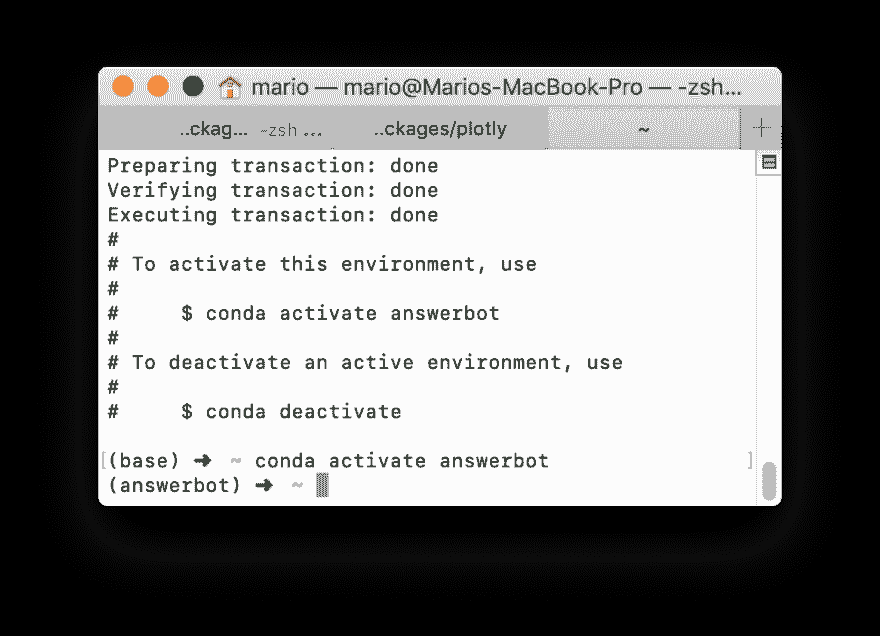 mario — mario@Marios-MacBook-Pro — -zsh...
..ckag... -zsh ... ..ckages/plotly ~ +
Preparing transaction: done
Verifying transaction: done
Executing transaction: done
#
# To activate this environment, use
#
#     $ conda activate answerbot
#
# To deactivate an active environment, use
#
#     $ conda deactivate
[(base) ➜ ~ conda activate answerbot ]
(answerbot) ➜ ~